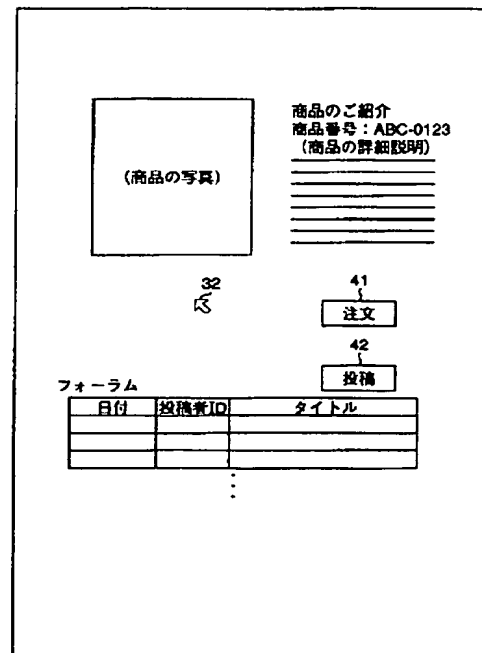 商品のご紹介
商品番号：ABC-0123
（商品の詳細説明）
（商品の写真）
32
41
注文
42
投稿
フォーラム
日付 投稿者ID タイトル